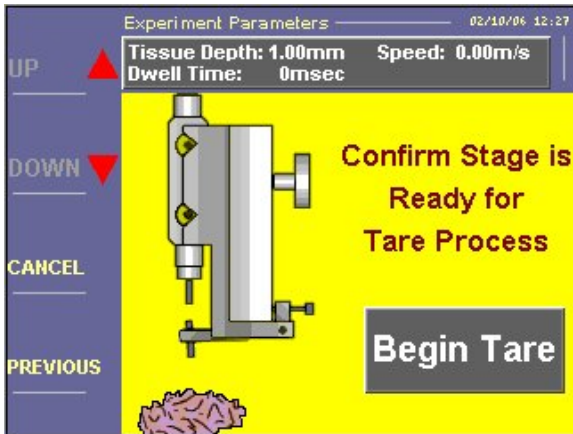 Experiment Parameters 02/10/06 12:27
Tissue Depth: 1.00mm Speed: 0.00m/s
Dwell Time: 0msec
UP
DOWN
CANCEL
PREVIOUS
Confirm Stage is
Ready for
Tare Process
Begin Tare